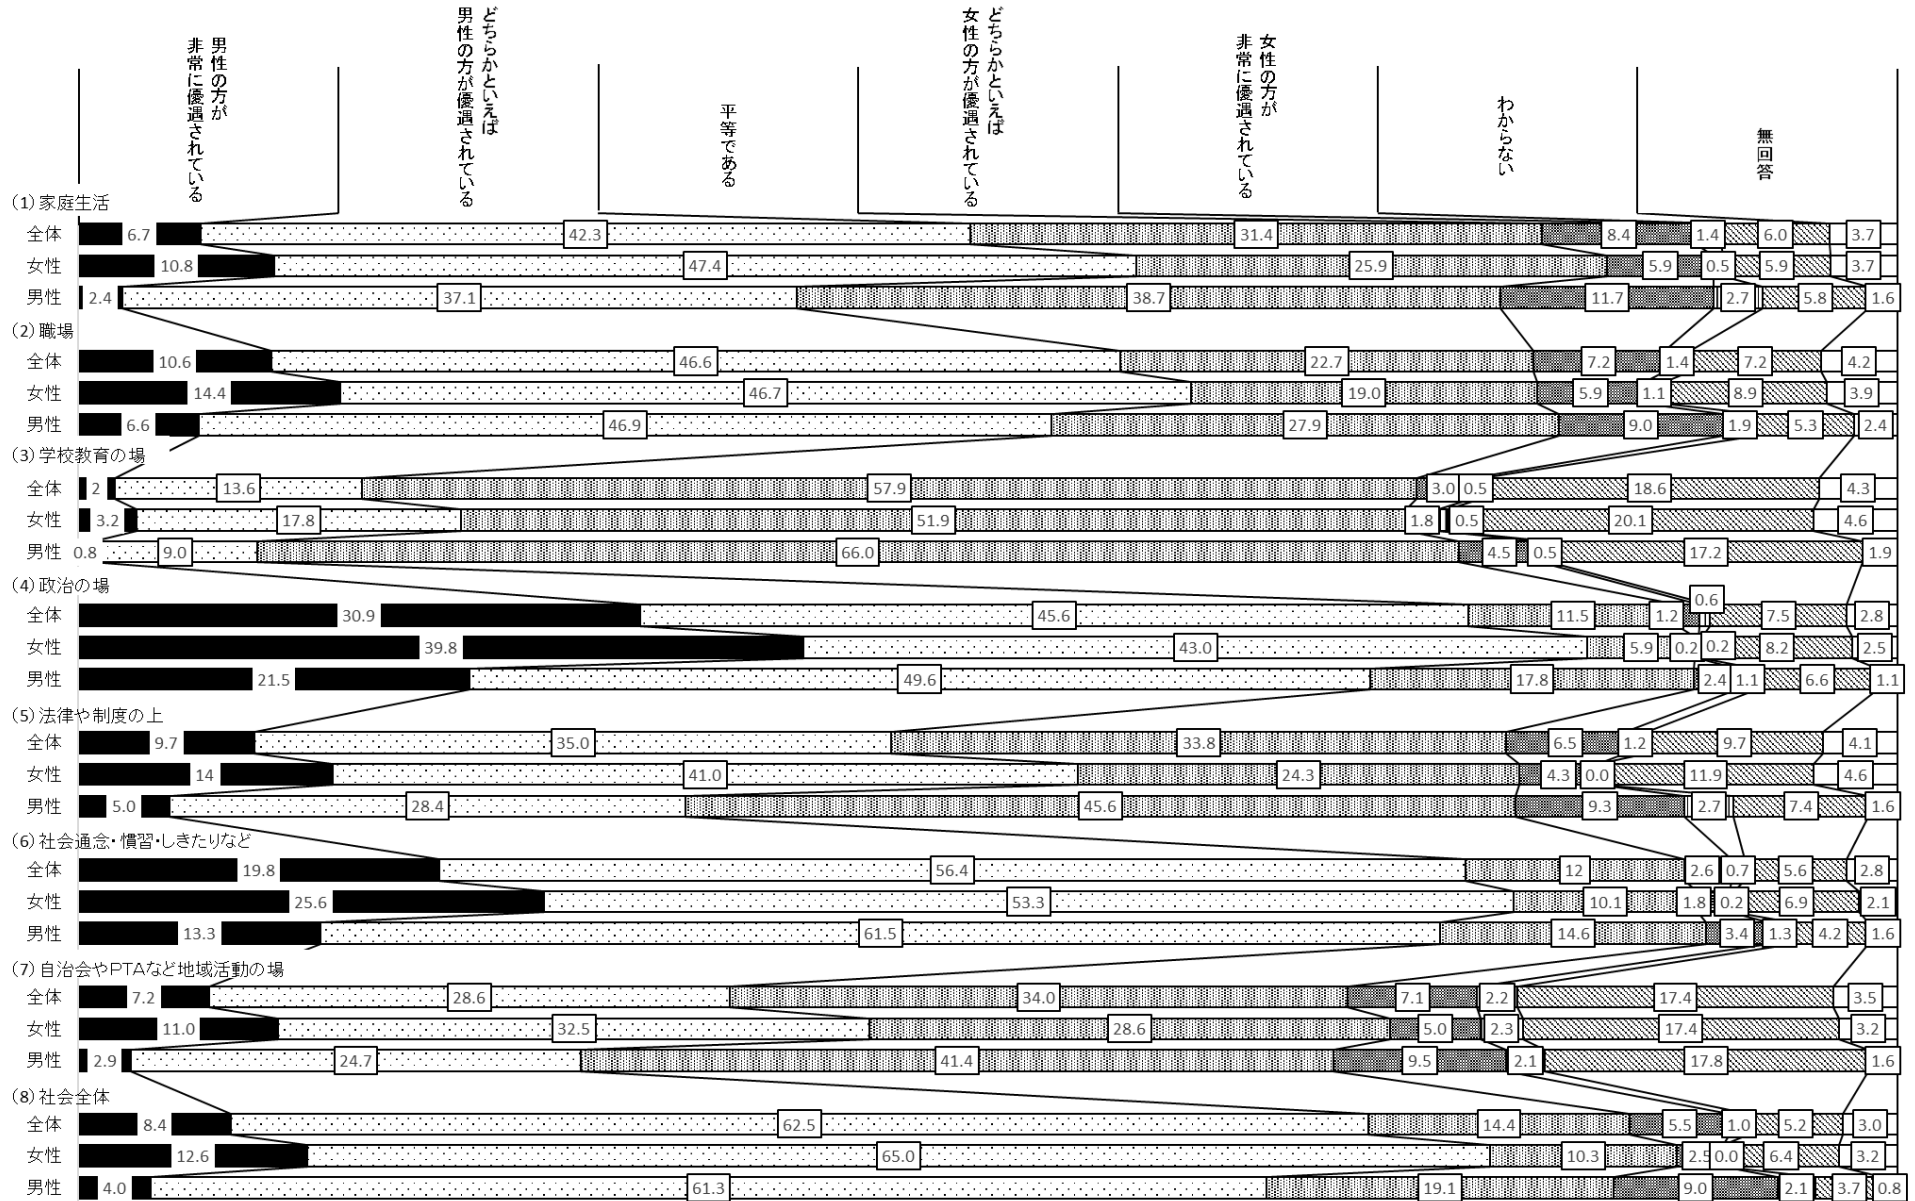 男性の方が
非常に優遇されている
どちらかといえば
男性の方が優遇されている
平等である
どちらかといえば
女性の方が優遇されている
女性の方が
非常に優遇されている
わからない
無回答
(1)家庭生活
全体 6.7 42.3 31.4 8.4 1.4 6.0 3.7
女性 10.8 47.4 25.9 5.9 0.5 5.9 3.7
男性 2.4 37.1 38.7 11.7 2.7 5.8 1.6
(2)職場
全体 10.6 46.6 22.7 7.2 1.4 7.2 4.2
女性 14.4 46.7 19.0 5.9 1.1 8.9 3.9
男性 6.6 46.9 27.9 9.0 1.9 5.3 2.4
(3)学校教育の場
全体 2 13.6 57.9 3.0 0.5 18.6 4.3
女性 3.2 17.8 51.9 1.8 0.5 20.1 4.6
男性 0.8 9.0 66.0 4.5 0.5 17.2 1.9
(4)政治の場
全体 30.9 45.6 11.5 1.2 0.6 7.5 2.8
女性 39.8 43.0 5.9 0.2 0.2 8.2 2.5
男性 21.5 49.6 17.8 2.4 1.1 6.6 1.1
(5)法律や制度の上
全体 9.7 35.0 33.8 6.5 1.2 9.7 4.1
女性 14 41.0 24.3 4.3 0.0 11.9 4.6
男性 5.0 28.4 45.6 9.3 2.7 7.4 1.6
(6)社会通念・慣習・しきたりなど
全体 19.8 56.4 12 2.6 0.7 5.6 2.8
女性 25.6 53.3 10.1 1.8 0.2 6.9 2.1
男性 13.3 61.5 14.6 3.4 1.3 4.2 1.6
(7)自治会やPTAなど地域活動の場
全体 7.2 28.6 34.0 7.1 2.2 17.4 3.5
女性 11.0 32.5 28.6 5.0 2.3 17.4 3.2
男性 2.9 24.7 41.4 9.5 2.1 17.8 1.6
(8)社会全体
全体 8.4 62.5 14.4 5.5 1.0 5.2 3.0
女性 12.6 65.0 10.3 2.5 0.0 6.4 3.2
男性 4.0 61.3 19.1 9.0 2.1 3.7 0.8